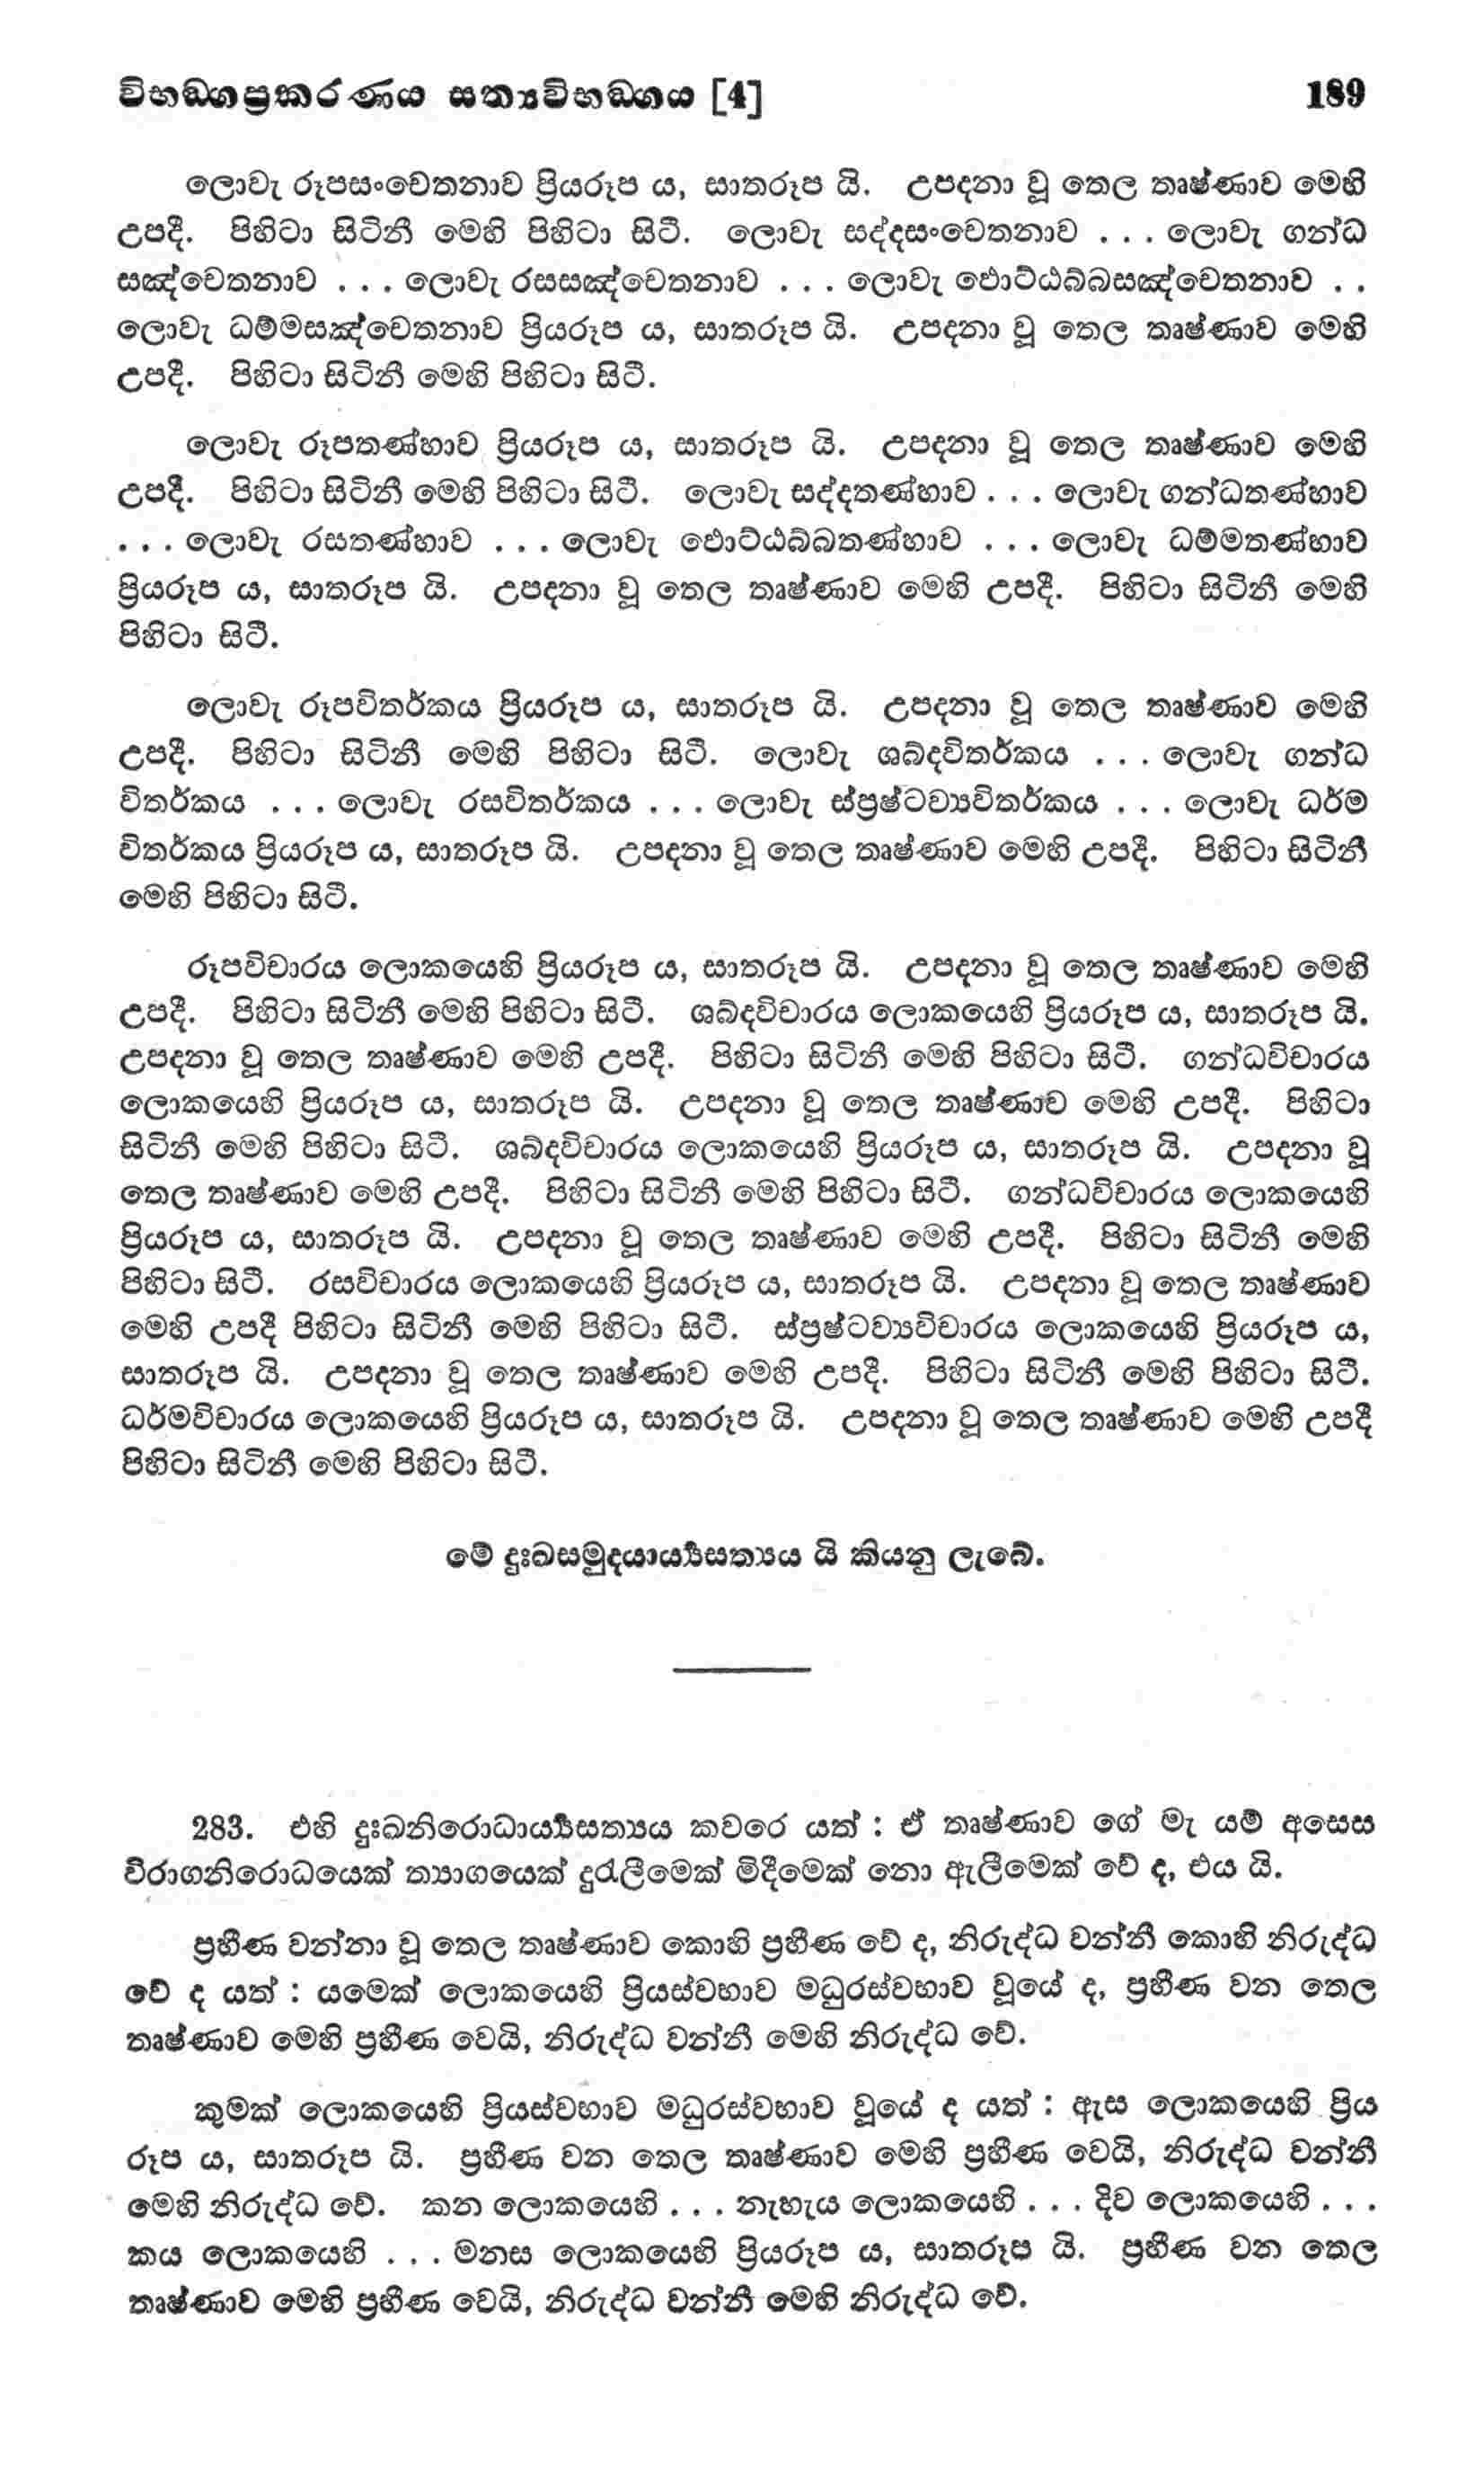 විභඞ්ගප්‍රකරණය සත්‍යවිභඞ්ගය [4] 189
ලොවැ රූපසංචෙතනාව ප්‍රියරූප ය, සාතරූප යි. උපදනා වූ තෙල තෘෂ්ණාව මෙහි
උපදී. පිහිටා සිටිනී මෙහි පිහිටා සිටී. ලොවැ සද්දසංචෙතනාව . . . ලොවැ ගන්ධ
සඤ්චෙතනාව . . . ලොවැ රසසඤ්චෙතනාව . . . ලොවැ ඵොට්ඨබ්බසඤ්චෙතනාව . .
ලොවැ ධම්මසඤ්චෙතනාව ප්‍රියරූප ය, සාතරූප යි. උපදනා වූ තෙල තෘෂ්ණාව මෙහි
උපදී. පිහිටා සිටිනී මෙහි පිහිටා සිටී.
ලොවැ රූපතණ්හාව ප්‍රියරූප ය, සාතරූප යි. උපදනා වූ තෙල තෘෂ්ණාව මෙහි
උපදී. පිහිටා සිටිනී මෙහි පිහිටා සිටී. ලොවැ සද්දතණ්හාව . . . ලොවැ ගන්ධතණ්හාව
. . . ලොවැ රසතණ්හාව . . . ලොවැ ඵොට්ඨබ්බතණ්හාව . . . ලොවැ ධම්මතණ්හාව
ප්‍රියරූප ය, සාතරූප යි. උපදනා වූ තෙල තෘෂ්ණාව මෙහි උපදී. පිහිටා සිටිනී මෙහි
පිහිටා සිටී.
ලොවැ රූපවිතර්කය ප්‍රියරූප ය, සාතරූප යි. උපදනා වූ තෙල තෘෂ්ණාව මෙහි
උපදී. පිහිටා සිටිනී මෙහි පිහිටා සිටී. ලොවැ ශබ්දවිතර්කය . . . ලොවැ ගන්ධ
විතර්කය . . . ලොවැ රසවිතර්කය . . . ලොවැ ස්ප්‍රෂ්ටව්‍යවිතර්කය . . . ලොවැ ධර්ම
විතර්කය ප්‍රියරූප ය, සාතරූප යි. උපදනා වූ තෙල තෘෂ්ණාව මෙහි උපදී. පිහිටා සිටිනී
මෙහි පිහිටා සිටී.
රූපවිචාරය ලොකයෙහි ප්‍රියරූප ය, සාතරූප යි. උපදනා වූ තෙල තෘෂ්ණාව මෙහි
උපදී. පිහිටා සිටිනී මෙහි පිහිටා සිටී. ශබ්දවිචාරය ලොකයෙහි ප්‍රියරූප ය, සාතරූප යි.
උපදනා වූ තෙල තෘෂ්ණාව මෙහි උපදී. පිහිටා සිටිනී මෙහි පිහිටා සිටී. ගන්ධවිචාරය
ලොකයෙහි ප්‍රියරූප ය, සාතරූප යි. උපදනා වූ තෙල තෘෂ්ණාව මෙහි උපදී. පිහිටා
සිටිනී මෙහි පිහිටා සිටී. ශබ්දවිචාරය ලොකයෙහි ප්‍රියරූප ය, සාතරූප යි. උපදනා වූ
තෙල තෘෂ්ණාව මෙහි උපදී. පිහිටා සිටිනී මෙහි පිහිටා සිටී. ගන්ධවිචාරය ලොකයෙහි
ප්‍රියරූප ය, සාතරූප යි. උපදනා වූ තෙල තෘෂ්ණාව මෙහි උපදී. පිහිටා සිටිනී මෙහි
පිහිටා සිටී. රසවිචාරය ලොකයෙහි ප්‍රියරූප ය, සාතරූප යි. උපදනා වූ තෙල තෘෂ්ණාව
මෙහි උපදී පිහිටා සිටිනී මෙහි පිහිටා සිටී. ස්ප්‍රෂ්ටව්‍යවිචාරය ලොකයෙහි ප්‍රියරූප ය,
සාතරූප යි. උපදනා වූ තෙල තෘෂ්ණාව මෙහි උපදී. පිහිටා සිටිනී මෙහි පිහිටා සිටී.
ධර්මවිචාරය ලොකයෙහි ප්‍රියරූප ය, සාතරූප යි. උපදනා වූ තෙල තෘෂ්ණාව මෙහි උපදී
පිහිටා සිටිනී මෙහි පිහිටා සිටී.
මේ දුඃඛසමුදයාර්‍ය්‍යසත්‍යය යි කියනු ලැබේ.
283. එහි දුඃඛනිරොධාර්‍ය්‍යසත්‍යය කවරෙ යත් : ඒ තෘෂ්ණාව ගේ මැ යම් අසෙස
විරාගනිරොධයෙක් ත්‍යාගයෙක් දුරැලීමෙක් මිදීමෙක් නො ඇලීමෙක් වේ ද, එය යි.
ප්‍රහීණ වන්නා වූ තෙල තෘෂ්ණාව කොහි ප්‍රහීණ වේ ද, නිරුද්ධ වන්නී කොහි නිරුද්ධ
වේ ද යත් : යමෙක් ලොකයෙහි ප්‍රියස්වභාව මධුරස්වභාව වූයේ ද, ප්‍රහීණ වන තෙල
තෘෂ්ණාව මෙහි ප්‍රහීණ වෙයි, නිරුද්ධ වන්නී මෙහි නිරුද්ධ වේ.
කුමක් ලොකයෙහි ප්‍රියස්වභාව මධුරස්වභාව වූයේ ද යත් : ඇස ලොකයෙහි ප්‍රිය
රූප ය, සාතරූප යි. ප්‍රහීණ වන තෙල තෘෂ්ණාව මෙහි ප්‍රහීණ වෙයි, නිරුද්ධ වන්නී
මෙහි නිරුද්ධ වේ. කන ලොකයෙහි . . . නැහැය ලොකයෙහි . . . දිව ලොකයෙහි . . .
කය ලොකයෙහි . . . මනස ලොකයෙහි ප්‍රියරූප ය, සාතරූප යි. ප්‍රහීණ වන තෙල
තෘෂ්ණාව මෙහි ප්‍රහීණ වෙයි, නිරුද්ධ වන්නී මෙහි නිරුද්ධ වේ.